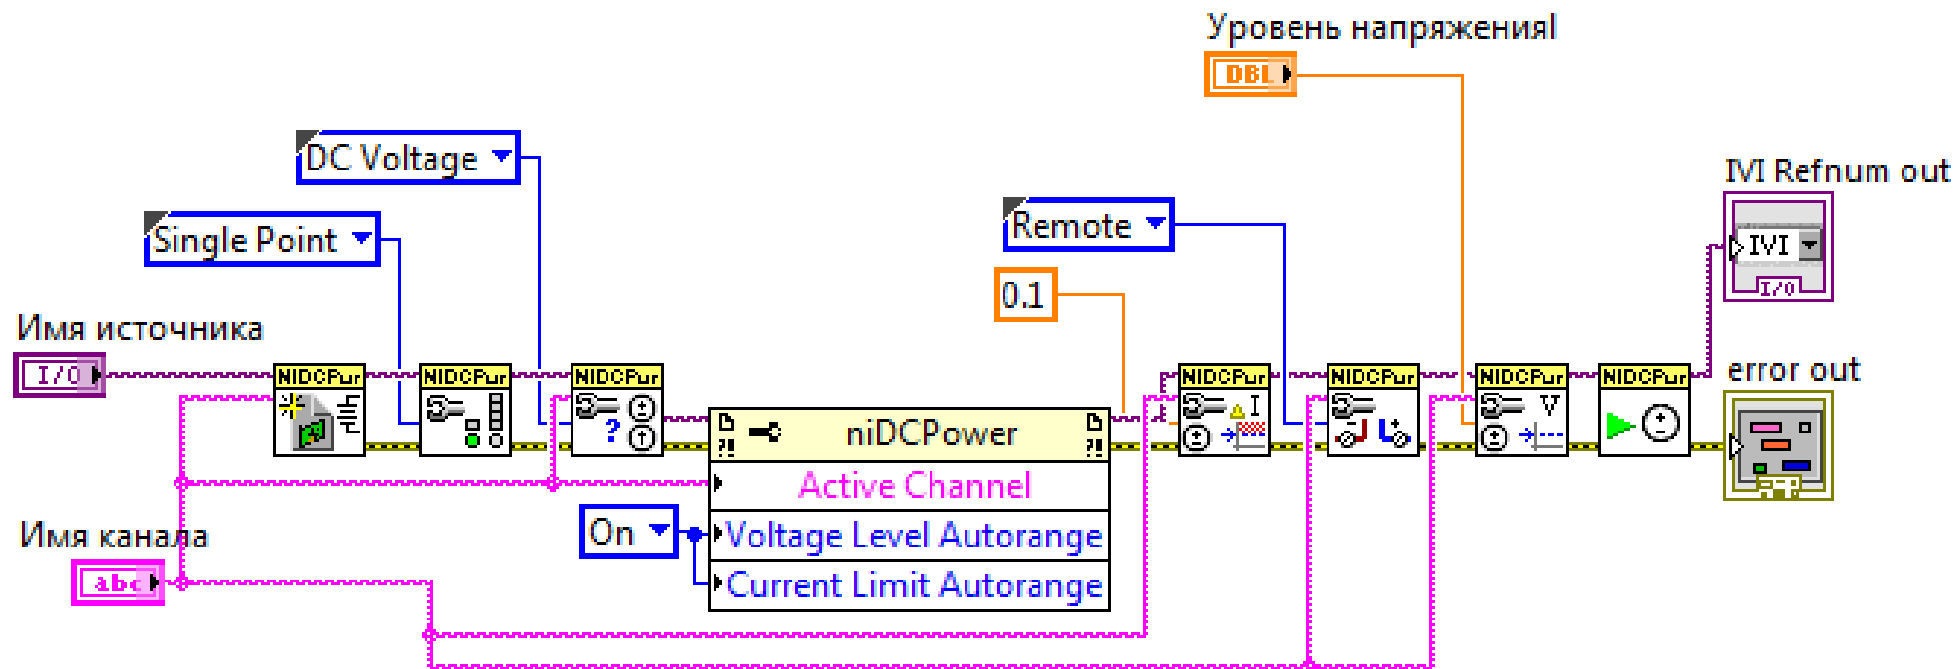 Уровень напряженияl
DBL
DC Voltage
IVI Refnum out
Single Point
Remote
IVI
I/O
0.1
Имя источника
I/O
NIDCPwr
NIDCPwr
NIDCPwr
NIDCPwr
NIDCPwr
NIDCPwr
NIDCPwr
error out
?
I
V
niDCPower
?!
?!
Active Channel
On
Voltage Level Autorange
Имя канала
abc
Current Limit Autorange